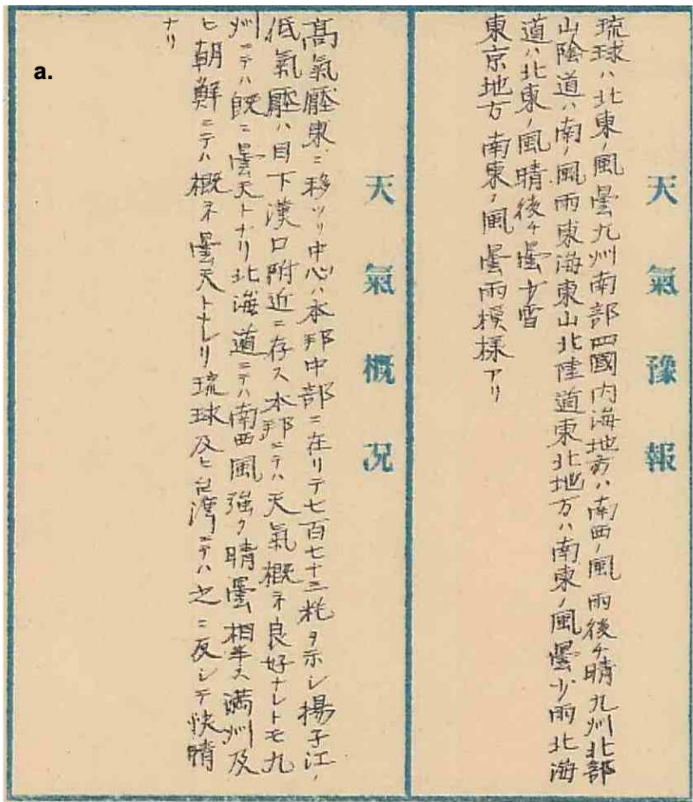 a.
天氣豫報
琉球ハ北東ノ風曇九州南部四國内海地方ハ南西ノ風雨後チ晴九州北部
山陰道ハ南ノ風雨東海東山北陸道東北地方ハ南東ノ風曇少雨北海
道ハ北東ノ風晴後チ曇少雪
東京地方 南東ノ風曇雨模様アリ
天氣概況
高氣壓東ニ移ツリ中心ハ本邦中部ニ在リテ七百七十三粍ヲ示シ揚子江ノ
低氣壓ハ目下漢口附近ニ存ス本邦ニテハ天氣概ネ良好ナレトモ九
州ニテハ既ニ曇天トナリ北海道ニテハ南西風強ク晴曇相半ス満州及
ヒ朝鮮ニテハ概ネ曇天トナレリ琉球及ヒ台湾ニテハ之ニ反シテ快晴
ナリ